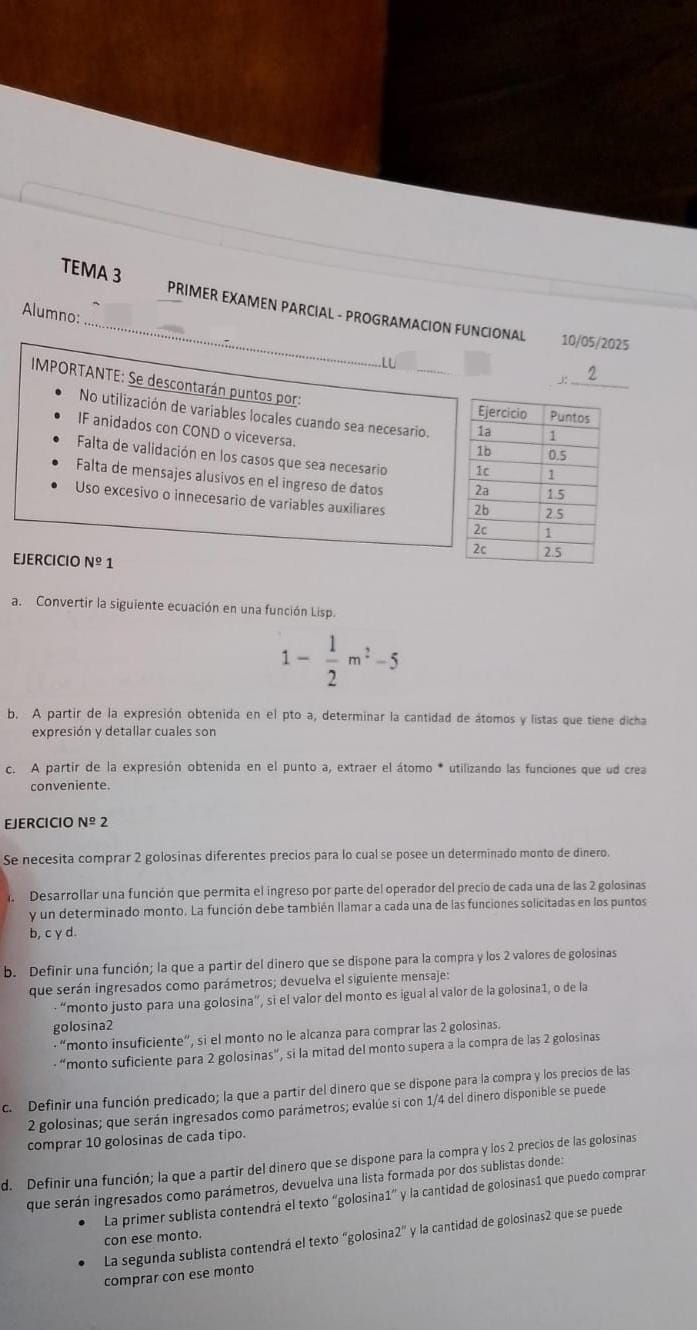 TEMA 3
PRIMER EXAMEN PARCIAL - PROGRAMACION FUNCIONAL 10/05/2025
Alumno: LU
2
IMPORTANTE: Se descontarán puntos por:
• No utilización de variables locales cuando sea necesario.
• IF anidados con COND o viceversa.
• Falta de validación en los casos que sea necesario
• Falta de mensajes alusivos en el ingreso de datos
• Uso excesivo o innecesario de variables auxiliares
Ejercicio Puntos
1a 1
1b 0.5
1c 1
2a 1.5
2b 2.5
2c 1
2c 2.5
EJERCICIO Nº 1
a. Convertir la siguiente ecuación en una función Lisp.
1 - 1/2 m² - 5
b. A partir de la expresión obtenida en el pto a, determinar la cantidad de átomos y listas que tiene dicha
expresión y detallar cuales son
c. A partir de la expresión obtenida en el punto a, extraer el átomo * utilizando las funciones que ud crea
conveniente.
EJERCICIO Nº 2
Se necesita comprar 2 golosinas diferentes precios para lo cual se posee un determinado monto de dinero.
Desarrollar una función que permita el ingreso por parte del operador del precio de cada una de las 2 golosinas
y un determinado monto. La función debe también llamar a cada una de las funciones solicitadas en los puntos
b, c y d.
b. Definir una función; la que a partir del dinero que se dispone para la compra y los 2 valores de golosinas
que serán ingresados como parámetros; devuelva el siguiente mensaje:
- "monto justo para una golosina", si el valor del monto es igual al valor de la golosina1, o de la
golosina2
- "monto insuficiente", si el monto no le alcanza para comprar las 2 golosinas.
- "monto suficiente para 2 golosinas", si la mitad del monto supera a la compra de las 2 golosinas
c. Definir una función predicado; la que a partir del dinero que se dispone para la compra y los precios de las
2 golosinas; que serán ingresados como parámetros; evalúe si con 1/4 del dinero disponible se puede
comprar 10 golosinas de cada tipo.
d. Definir una función; la que a partir del dinero que se dispone para la compra y los 2 precios de las golosinas
que serán ingresados como parámetros, devuelva una lista formada por dos sublistas donde:
• La primer sublista contendrá el texto "golosina1" y la cantidad de golosinas1 que puedo comprar
con ese monto.
• La segunda sublista contendrá el texto "golosina2" y la cantidad de golosinas2 que se puede
comprar con ese monto